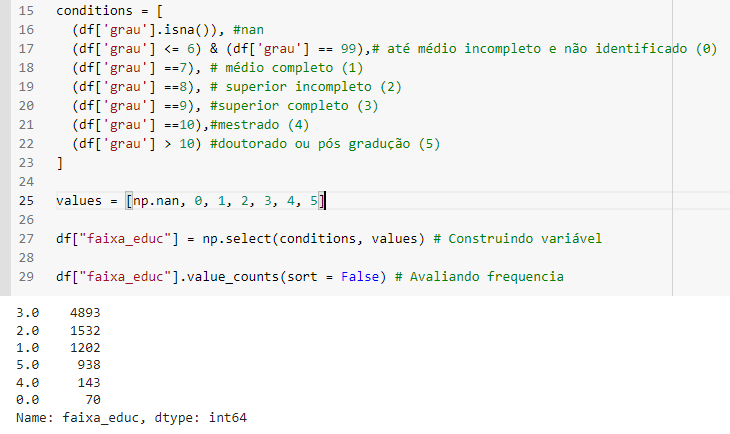 15 conditions = [
16 (df['grau'].isna()), #nan
17 (df['grau'] <= 6) & (df['grau'] == 99),# até médio incompleto e não identificado (0)
18 (df['grau'] ==7), # médio completo (1)
19 (df['grau'] ==8), # superior incompleto (2)
20 (df['grau'] ==9), #superior completo (3)
21 (df['grau'] ==10),#mestrado (4)
22 (df['grau'] > 10) #doutorado ou pós gradução (5)
23 ]
24
25 values = [np.nan, 0, 1, 2, 3, 4, 5]
26
27 df["faixa_educ"] = np.select(conditions, values) # Construindo variável
28
29 df["faixa_educ"].value_counts(sort = False) # Avaliando frequencia
3.0 4893
2.0 1532
1.0 1202
5.0 938
4.0 143
0.0 70
Name: faixa_educ, dtype: int64